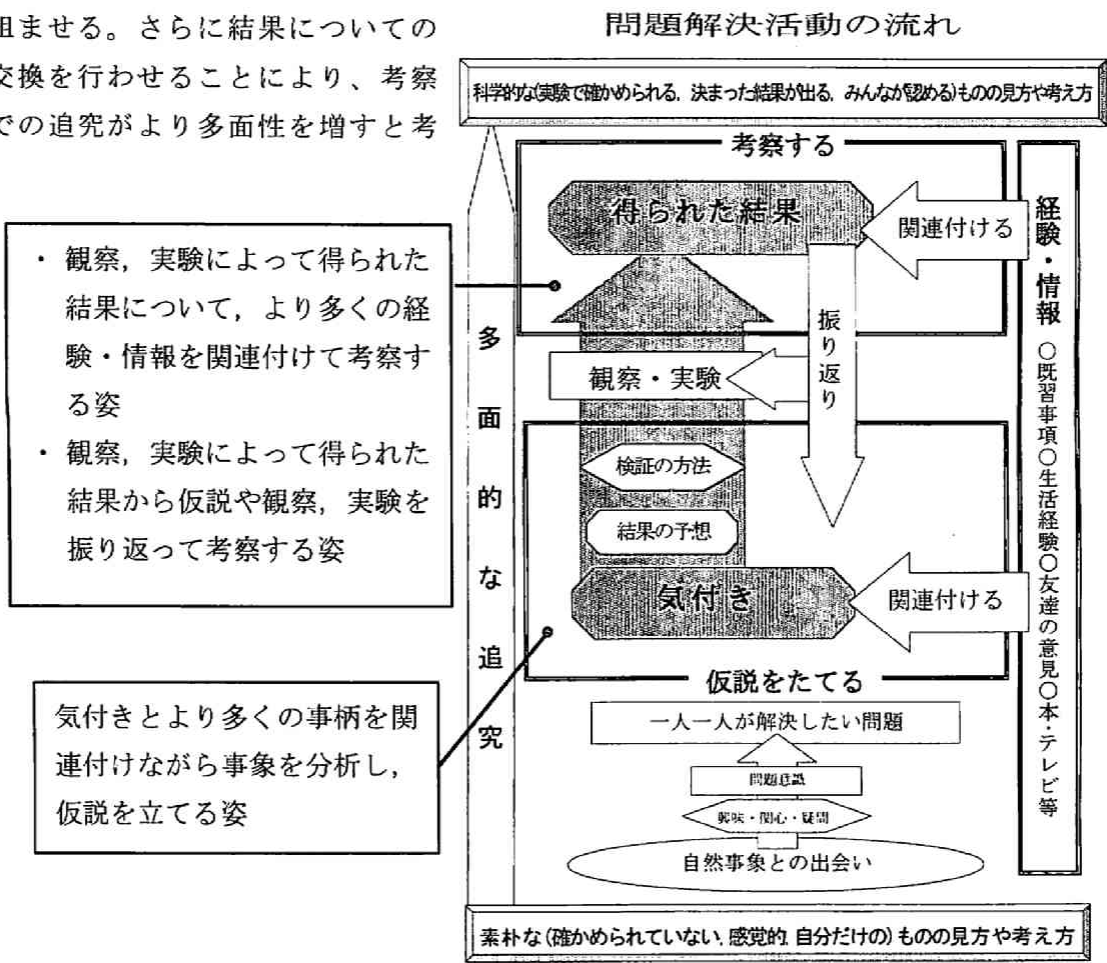 組ませる。さらに結果についての
交換を行わせることにより、考察
での追究がより多面性を増すと考
問題解決活動の流れ
科学的な(実験で確かめられる，決まった結果が出る，みんなが認める)ものの見方や考え方
考察する
得られた結果
関連付ける
経験・情報 ○既習事項○生活経験○友達の意見○本・テレビ等
・ 観察，実験によって得られた
結果について，より多くの経
験・情報を関連付けて考察す
る姿
・ 観察，実験によって得られた
結果から仮説や観察，実験を
振り返って考察する姿
多面的な追究
振り返り
観察・実験
検証の方法
結果の予想
気付き
関連付ける
仮説をたてる
気付きとより多くの事柄を関
連付けながら事象を分析し，
仮説を立てる姿
一人一人が解決したい問題
問題意識
興味・関心・疑問
自然事象との出会い
素朴な(確かめられていない，感覚的，自分だけの)ものの見方や考え方